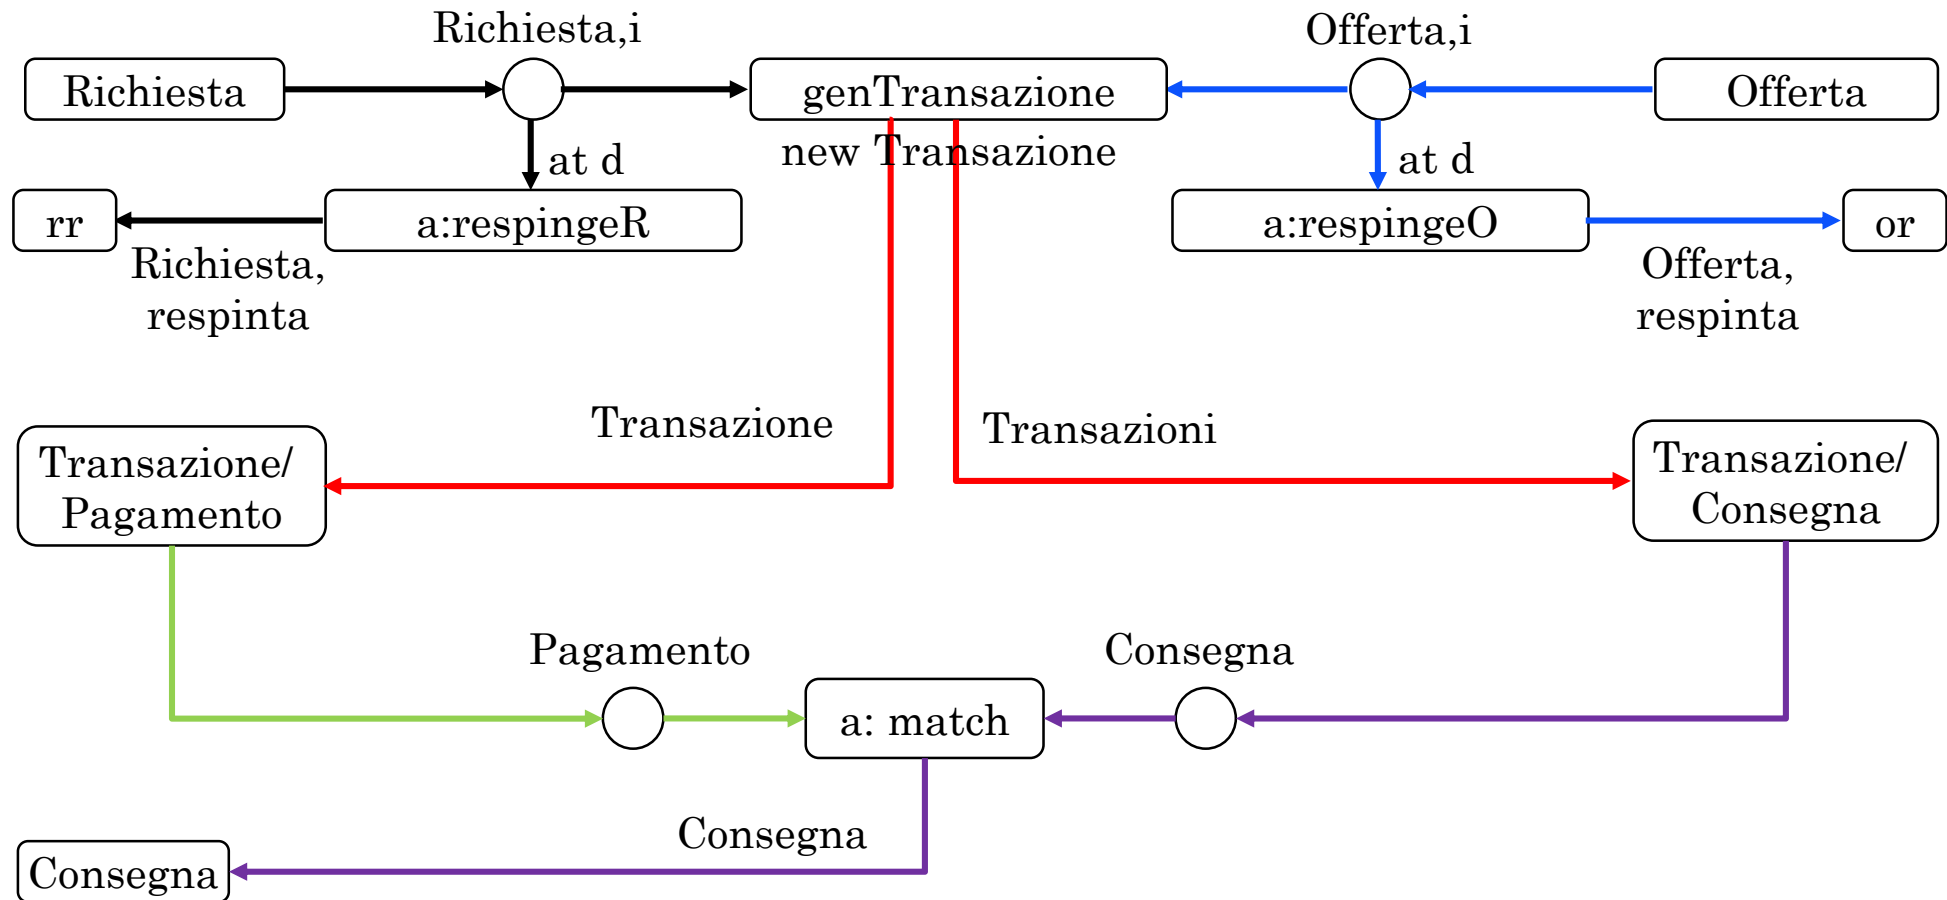 Richiesta,i
Offerta,i
Richiesta
genTransazione
Offerta
new Transazione
at d
at d
rr
a:respingeR
a:respingeO
or
Richiesta,
respinta
Offerta,
respinta
Transazione
Transazioni
Transazione/
Pagamento
Transazione/
Consegna
Pagamento
Consegna
a: match
Consegna
Consegna